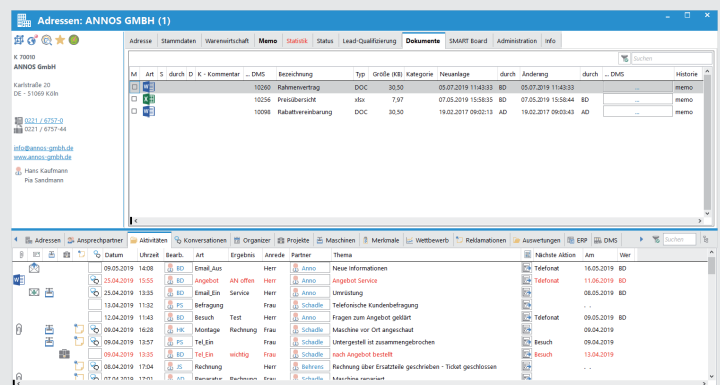 Adressen: ANNOS GMBH (1)
Adresse Stammdaten Warenwirtschaft Memo Statistik Status Lead-Qualifizierung Dokumente SMART Board Administration Info
K 70010
ANNOS GmbH
Karlstraße 20
DE - 51069 Köln
0221 / 6757-0
0221 / 6757-44
info@annos-gmbh.de
www.annos-gmbh.de
Hans Kaufmann
Pia Sandmann
Suchen
M Art S durch D K - Kommentar ... DMS Bezeichnung Typ Größe (KB) Kategorie Neuanlage durch Änderung durch ... DMS Historie
10260 Rahmenvertrag DOC 30,50 05.07.2019 11:43:33 BD 05.07.2019 11:43:33 ... memo
10256 Preisübersicht xlsx 7,97 07.05.2019 15:58:35 BD 07.05.2019 15:58:44 BD ... memo
10098 Rabattvereinbarung DOC 30,50 19.02.2017 09:02:13 AD 19.02.2017 09:03:43 AD ... memo
Adressen Ansprechpartner Aktivitäten Konversationen Organizer Projekte Maschinen Merkmale Wettbewerb Reklamationen Auswertungen ERP DMS Suchen
Datum Uhrzeit Bearb. Art Ergebnis Anrede Partner Thema Nächste Aktion Am Wer
09.05.2019 14:08 BD Email_Aus Herr Anno Neue Informationen Telefonat 16.05.2019 BD
25.04.2019 15:55 BD Angebot AN offen Herr Anno Angebot Service Telefonat 11.06.2019 BD
25.04.2019 13:35 BD Email_Ein Service Herr Anno Umrüstung 08.05.2019 BD
13.04.2019 11:32 PS Befragung Frau Schadle Telefonische Kundenbefragung . .
12.04.2019 11:43 BD Besuch Test Herr Anno Fragen zum Angebot geklärt Telefonat 09.05.2019 BD
09.04.2019 16:28 HK Montage Rechnung Frau Schadle Maschine vor Ort angeschaut 09.04.2019
09.04.2019 13:57 PS Tel_Ein Frau Schadle Untergestell ist zusammengebrochen Besuch 09.04.2019
09.04.2019 13:35 BD Tel_Ein wichtig Frau Schadle nach Angebot bestellt Besuch 13.04.2019
08.04.2019 17:04 JS Rechnung Frau Behrens Rechnung über Ersatzteile geschrieben - Ticket geschlossen . .
07.04.2019 17:01 AD Reparatur Rechnung Frau Schadle Maschine repariert